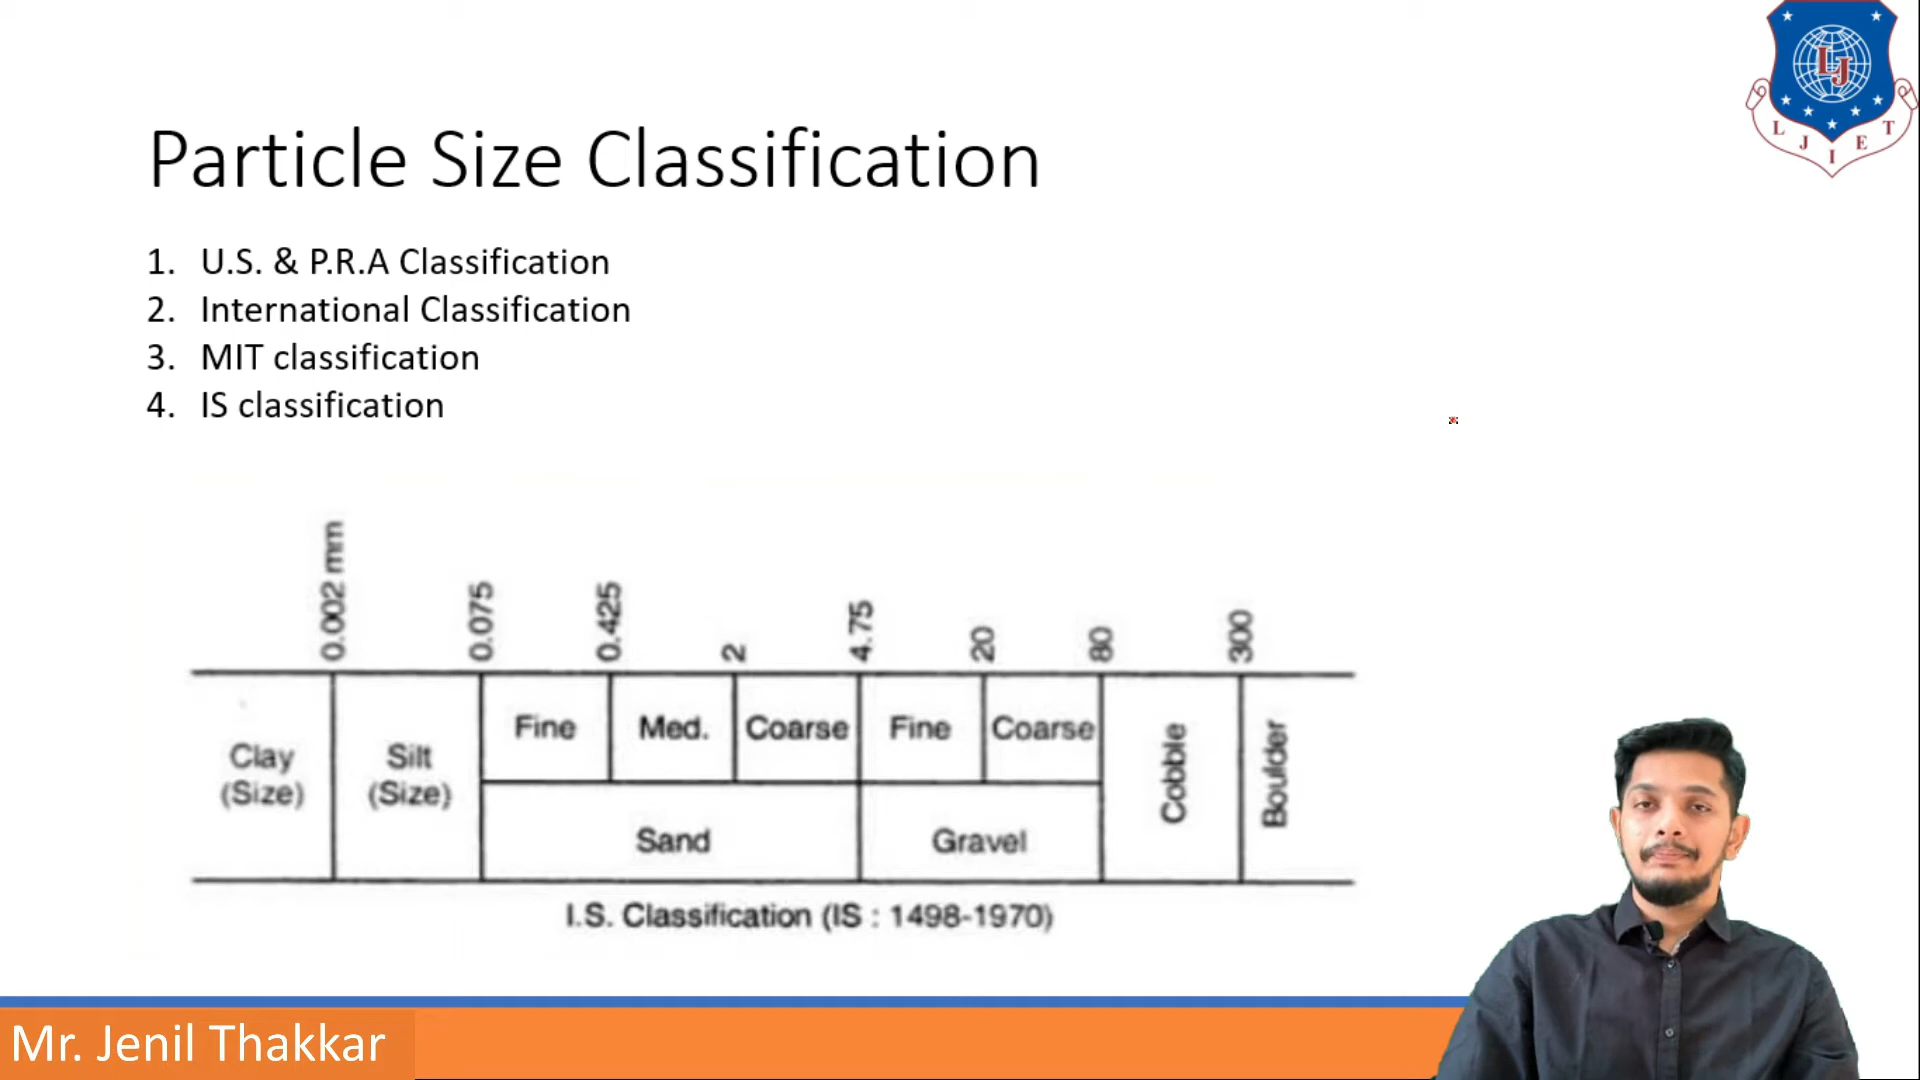 LJ
L J I E T
Particle Size Classification
1. U.S. & P.R.A Classification
2. International Classification
3. MIT classification
4. IS classification
0.002 mm
0.075
0.425
2
4.75
20
80
300
Clay
(Size)
Silt
(Size)
Fine
Med.
Coarse
Fine
Coarse
Cobble
Boulder
Sand
Gravel
I.S. Classification (IS : 1498-1970)
Mr. Jenil Thakkar